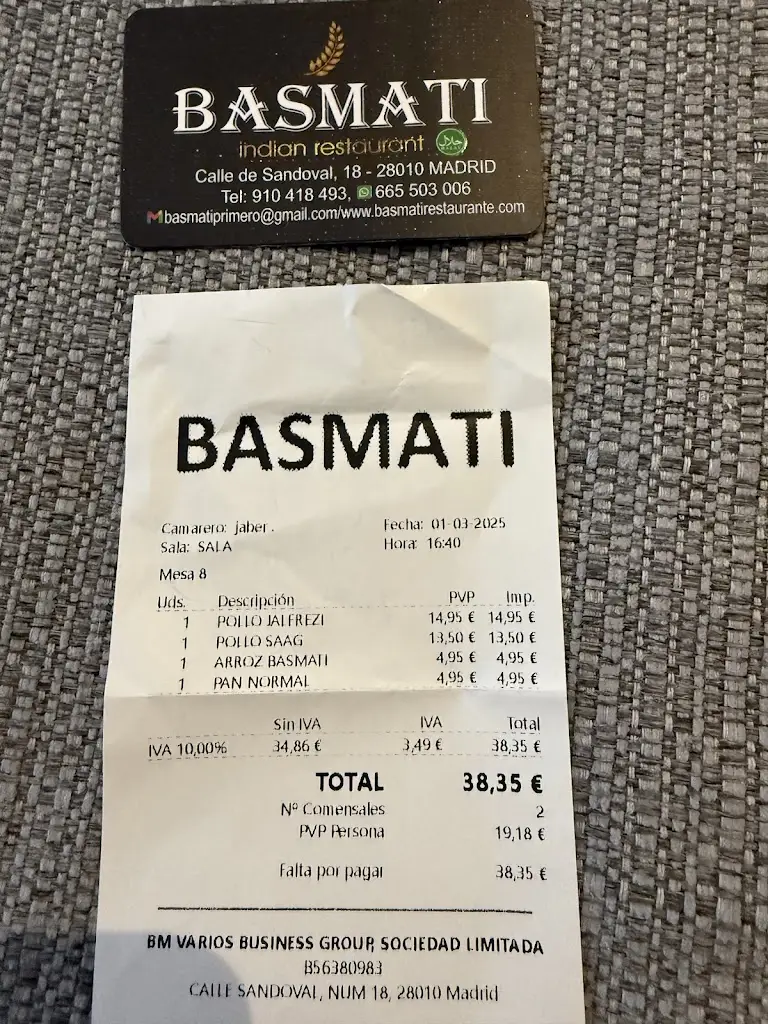 BASMATI
indian restaurant حلال HALAL
Calle de Sandoval, 18 - 28010 MADRID
Tel: 910 418 493, 665 503 006
basmatiprimero@gmail.com/www.basmatirestaurante.com
BASMATI
Camarero: jaber . Fecha: 01-03-2025
Sala: SALA Hora: 16:40
Mesa 8
Uds. Descripción PVP Imp.
1 POLLO JALFREZI 14,95 € 14,95 €
1 POLLO SAAG 13,50 € 13,50 €
1 ARROZ BASMATI 4,95 € 4,95 €
1 PAN NORMAL 4,95 € 4,95 €
Sin IVA IVA Total
IVA 10,00% 34,86 € 3,49 € 38,35 €
TOTAL 38,35 €
Nº Comensales 2
PVP Persona 19,18 €
Falta por pagar 38,35 €
BM VARIOS BUSINESS GROUP, SOCIEDAD LIMITADA
B56380983
CALLE SANDOVAL, NUM 18, 28010 Madrid